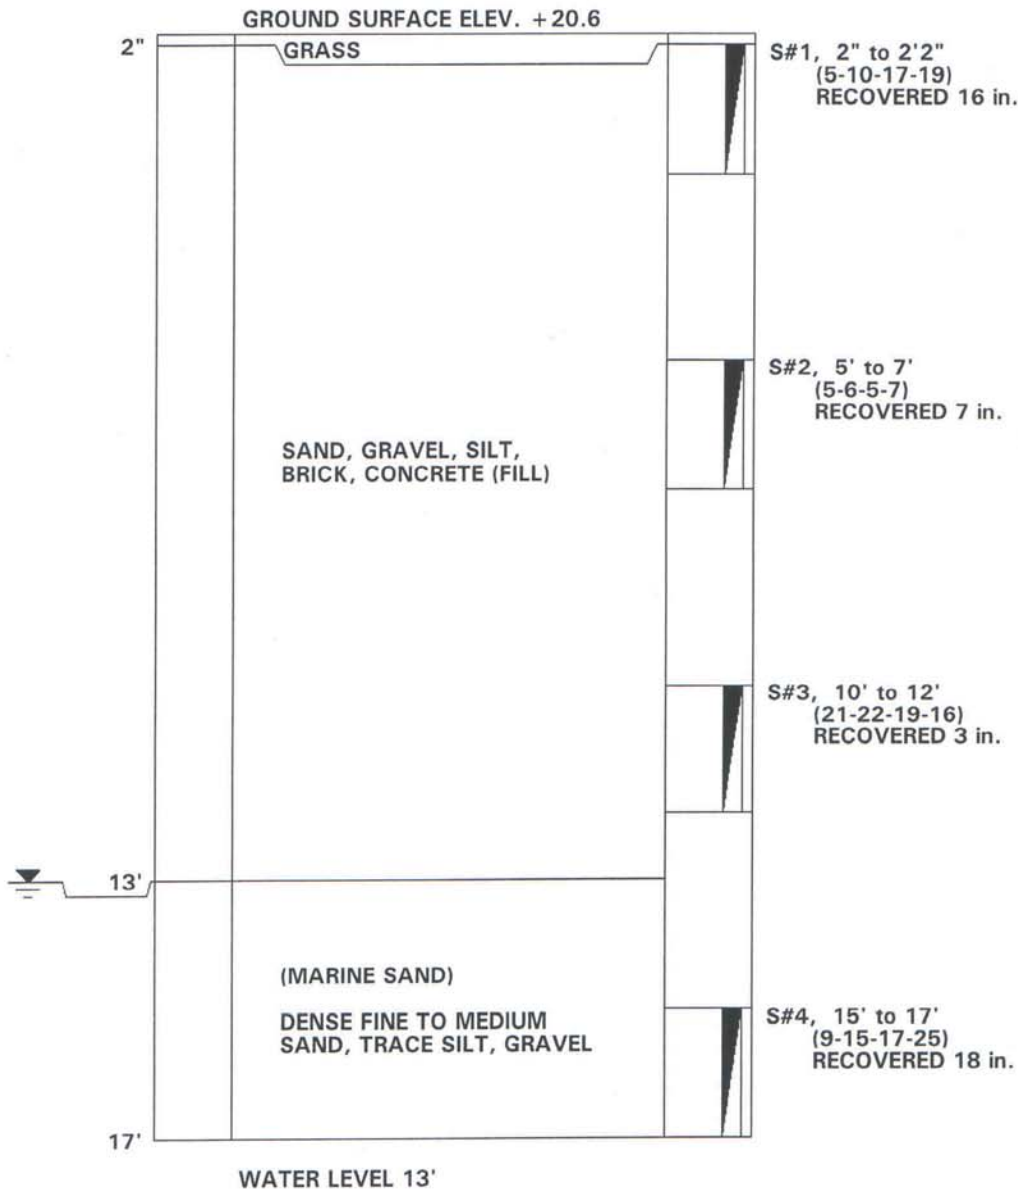 GROUND SURFACE ELEV. +20.6
2"
GRASS
S#1, 2" to 2'2"
(5-10-17-19)
RECOVERED 16 in.
S#2, 5' to 7'
(5-6-5-7)
RECOVERED 7 in.
SAND, GRAVEL, SILT,
BRICK, CONCRETE (FILL)
S#3, 10' to 12'
(21-22-19-16)
RECOVERED 3 in.
13'
(MARINE SAND)
DENSE FINE TO MEDIUM
SAND, TRACE SILT, GRAVEL
S#4, 15' to 17'
(9-15-17-25)
RECOVERED 18 in.
17'
WATER LEVEL 13'